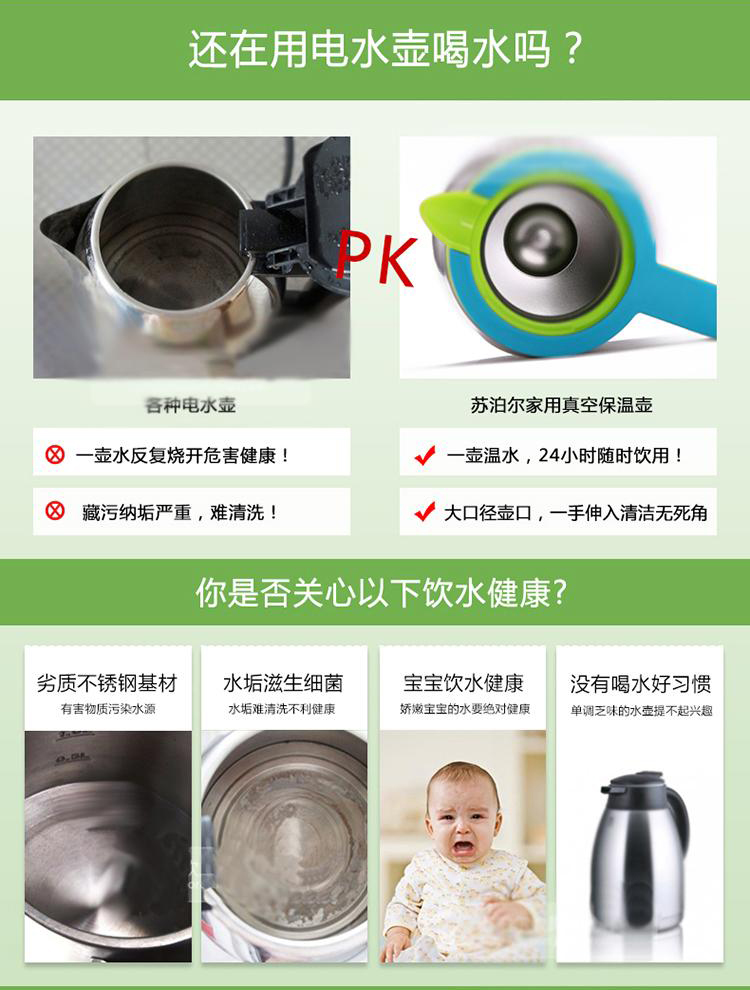 还在用电水壶喝水吗？
PK
各种电水壶
苏泊尔家用真空保温壶
一壶水反复烧开危害健康！
一壶温水，24小时随时饮用！
藏污纳垢严重，难清洗！
大口径壶口，一手伸入清洁无死角
你是否关心以下饮水健康?
劣质不锈钢基材
有害物质污染水源
水垢滋生细菌
水垢难清洗不利健康
宝宝饮水健康
娇嫩宝宝的水要绝对健康
没有喝水好习惯
单调乏味的水壶提不起兴趣